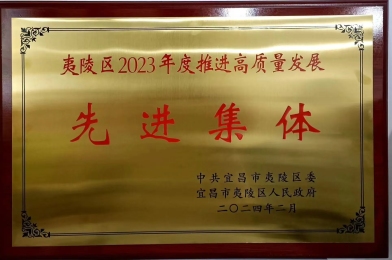 夷陵区2023年度推进高质量发展
先进集体
中共宜昌市夷陵区委
宜昌市夷陵区人民政府
二〇二四年二月